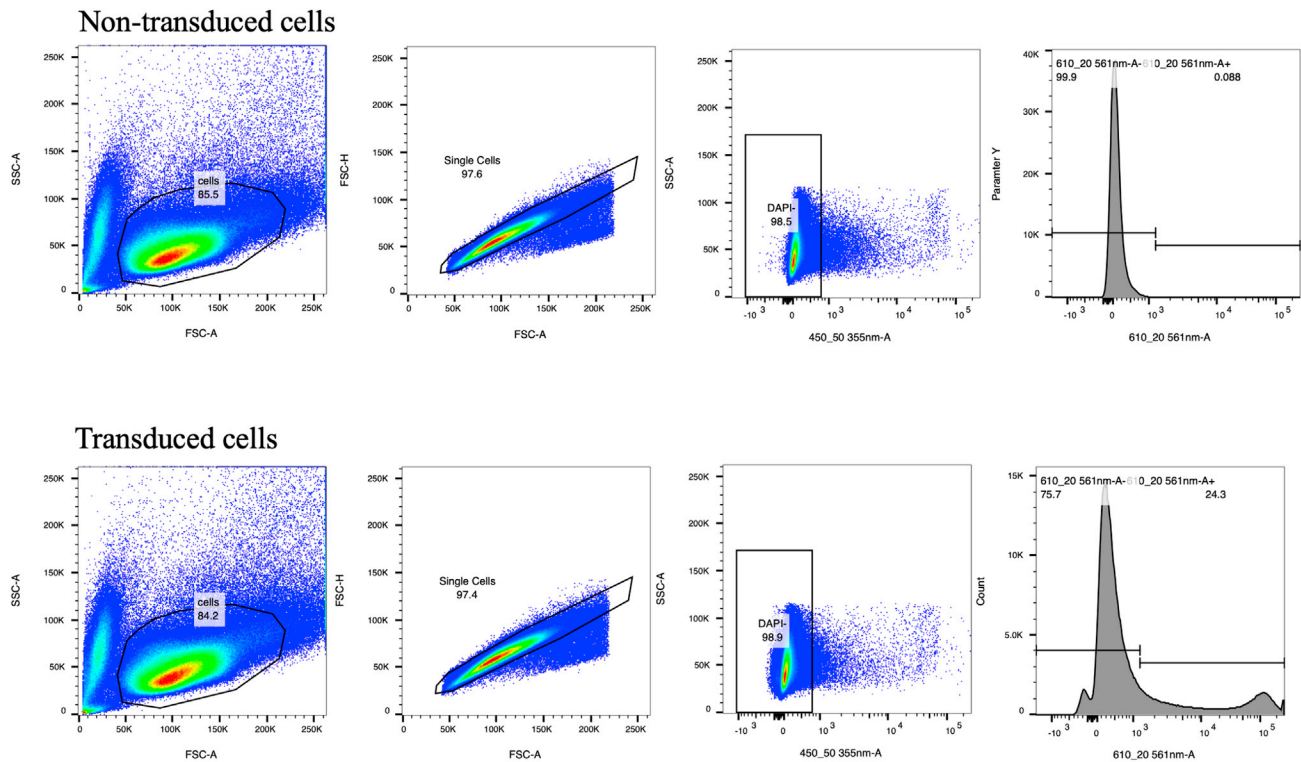 Non-transduced cells
250K
200K
150K
100K
50K
0
SSC-A
cells
85.5
0
50K
100K
150K
200K
250K
FSC-A
250K
200K
150K
100K
50K
0
FSC-H
Single Cells
97.6
50K
100K
150K
200K
250K
FSC-A
250K
200K
150K
100K
50K
0
SSC-A
DAPI-
98.5
-10 3
0
10 3
10 4
10 5
450_50 355nm-A
40K
30K
20K
10K
0
Paramter Y
610_20 561nm-A- 610_20 561nm-A+
99.9 0.088
-10 3
0
10 3
10 4
10 5
610_20 561nm-A
Transduced cells
250K
200K
150K
100K
50K
0
SSC-A
cells
84.2
0
50K
100K
150K
200K
250K
FSC-A
250K
200K
150K
100K
50K
0
FSC-H
Single Cells
97.4
50K
100K
150K
200K
250K
FSC-A
250K
200K
150K
100K
50K
0
SSC-A
DAPI-
98.9
-10 3
0
10 3
10 4
10 5
450_50 355nm-A
15K
10K
5.0K
0
Count
610_20 561nm-A- 610_20 561nm-A+
75.7 24.3
-10 3
0
10 3
10 4
10 5
610_20 561nm-A